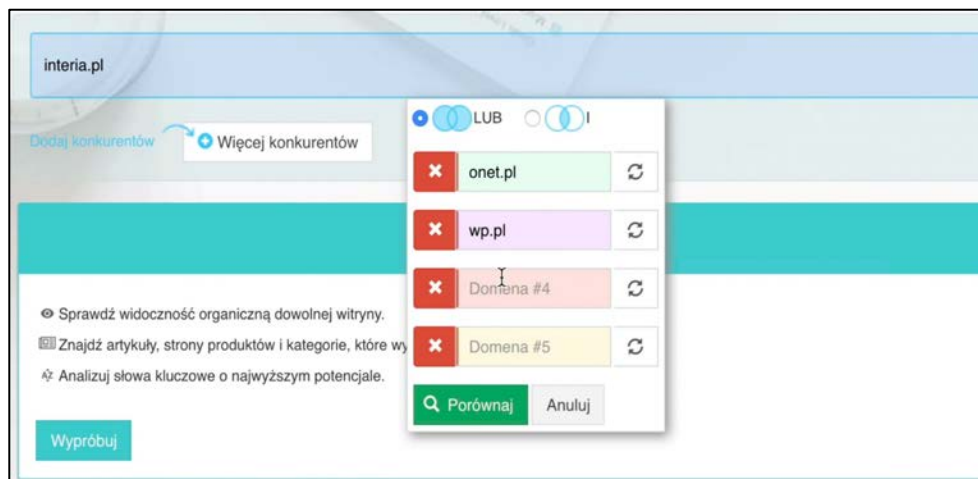 interia.pl
LUB I
Dodaj konkurentów Więcej konkurentów
onet.pl
wp.pl
Domena #4
Domena #5
Sprawdź widoczność organiczną dowolnej witryny.
Znajdź artykuły, strony produktów i kategorie, które wy
Analizuj słowa kluczowe o najwyższym potencjale.
Porównaj Anuluj
Wypróbuj